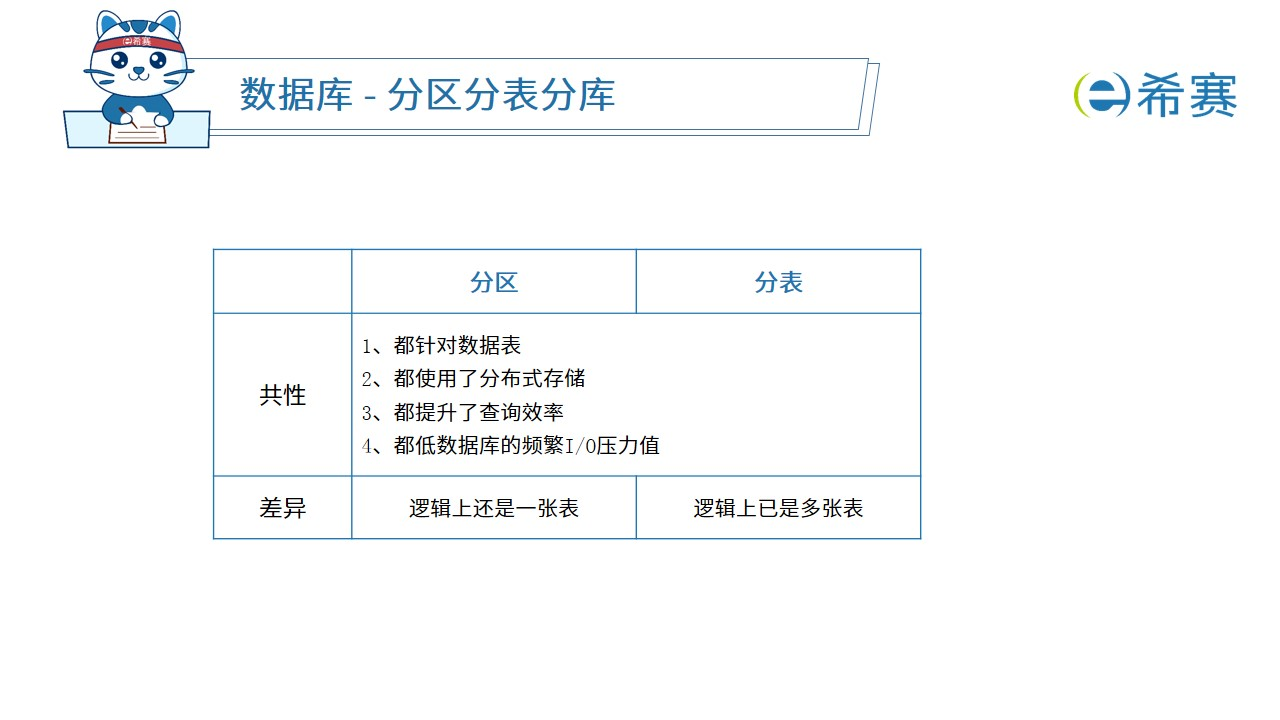 希赛
数据库 - 分区分表分库
希赛
分区 分表
共性
1、都针对数据表
2、都使用了分布式存储
3、都提升了查询效率
4、都低数据库的频繁I/O压力值
差异 逻辑上还是一张表 逻辑上已是多张表